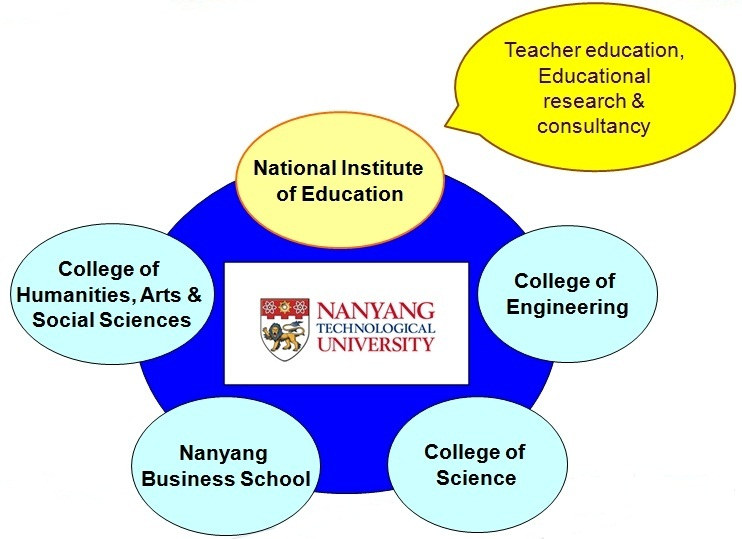 Teacher education,
Educational
research &
consultancy
National Institute
of Education
College of
Humanities, Arts &
Social Sciences
NANYANG
TECHNOLOGICAL
UNIVERSITY
College of
Engineering
Nanyang
Business School
College of
Science